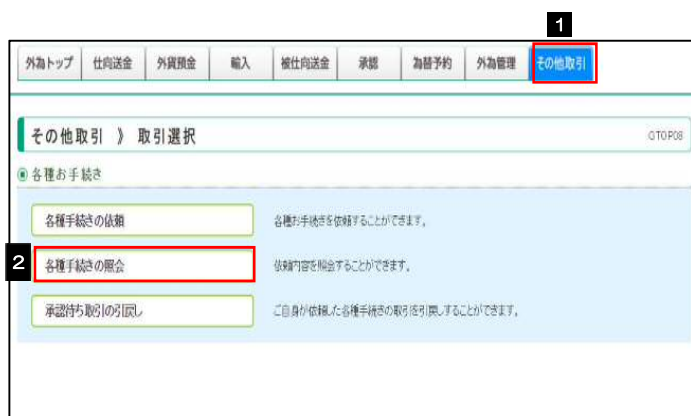 1
外為トップ 仕向送金 外貨預金 輸入 被仕向送金 承認 為替予約 外為管理 その他取引
その他取引 》 取引選択 GTOP08
各種お手続き
各種手続きの依頼 各種お手続きを依頼することができます。
2 各種手続きの照会 依頼内容を照会することができます。
承認待ち取引の引戻し ご自身が依頼した各種手続きの取引を引戻しすることができます。